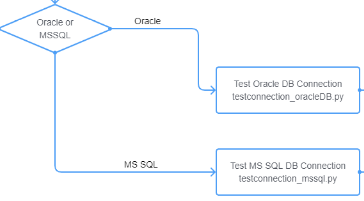 Oracle or
MSSQL
Oracle
Test Oracle DB Connection
testconnection_oracleDB.py
MS SQL
Test MS SQL DB Connection
testconnection_mssql.py